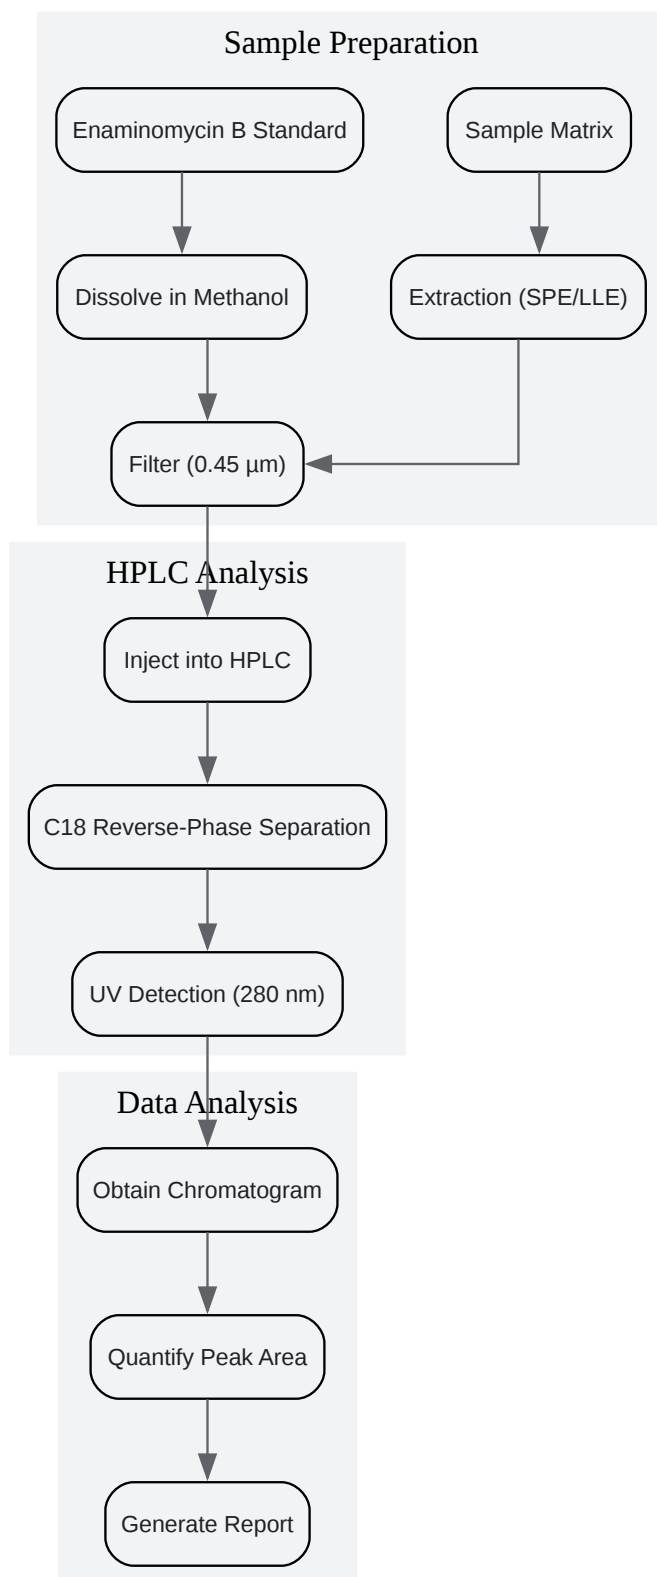 Sample Preparation
Enaminomycin B Standard
Sample Matrix
Dissolve in Methanol
Extraction (SPE/LLE)
Filter (0.45 µm)
HPLC Analysis
Inject into HPLC
C18 Reverse-Phase Separation
UV Detection (280 nm)
Data Analysis
Obtain Chromatogram
Quantify Peak Area
Generate Report